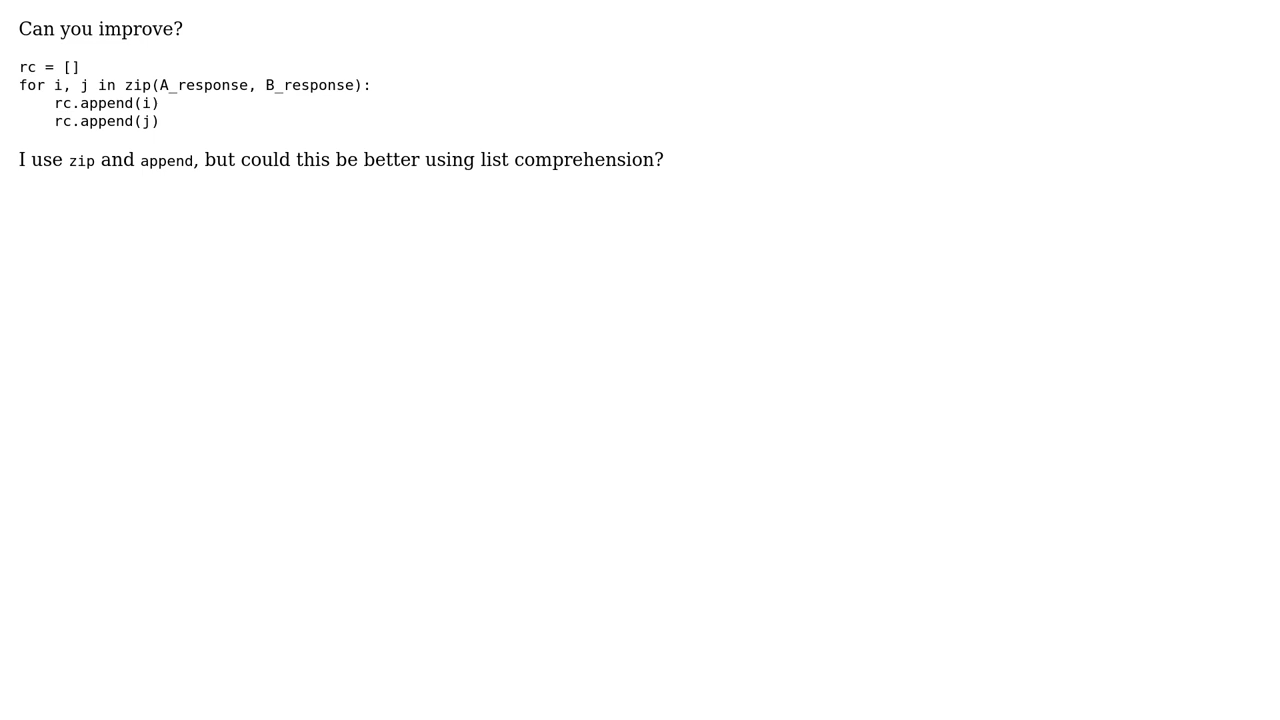 Can you improve?
rc = []
for i, j in zip(A_response, B_response):
    rc.append(i)
    rc.append(j)
I use zip and append, but could this be better using list comprehension?